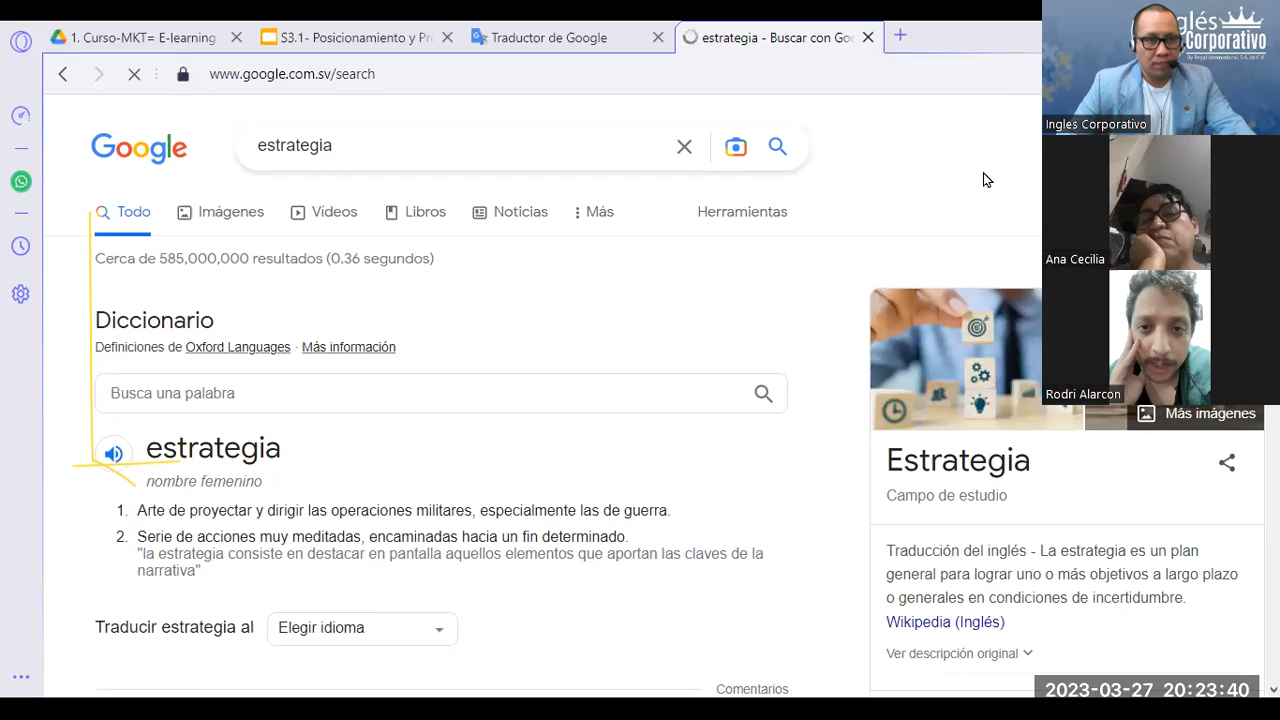 1. Curso-MKT= E-learning
S3.1- Posicionamiento y Pr
Traductor de Google
estrategia - Buscar con Goo
www.google.com.sv/search
Inglés
Corporativo
By Regal International, S.A. de C.V.
Ingles Corporativo
Google
estrategia
Todo
Imágenes
Vídeos
Libros
Noticias
Más
Herramientas
Cerca de 585,000,000 resultados (0.36 segundos)
Ana Cecilia
Diccionario
Definiciones de Oxford Languages · Más información
Busca una palabra
Rodri Alarcon
Más imágenes
estrategia
nombre femenino
1. Arte de proyectar y dirigir las operaciones militares, especialmente las de guerra.
2. Serie de acciones muy meditadas, encaminadas hacia un fin determinado.
"la estrategia consiste en destacar en pantalla aquellos elementos que aportan las claves de la
narrativa"
Traducir estrategia al
Elegir idioma
Comentarios
Estrategia
Campo de estudio
Traducción del inglés - La estrategia es un plan
general para lograr uno o más objetivos a largo plazo
o generales en condiciones de incertidumbre.
Wikipedia (Inglés)
Ver descripción original
2023-03-27 20:23:40